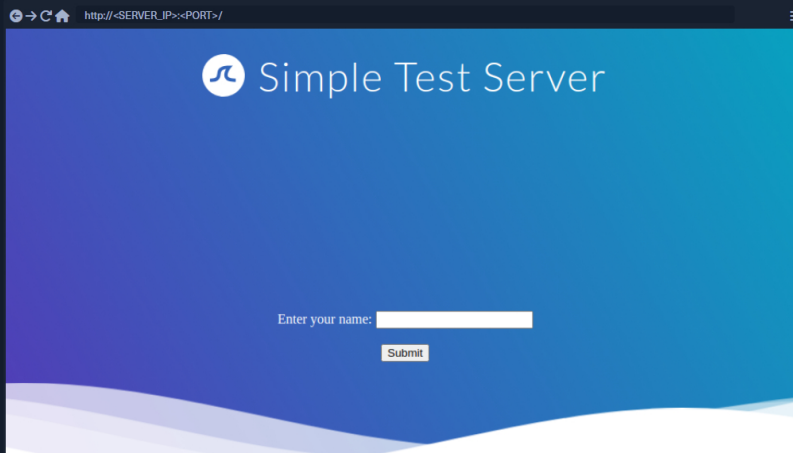 http://<SERVER_IP>:<PORT>/
Simple Test Server
Enter your name:
Submit